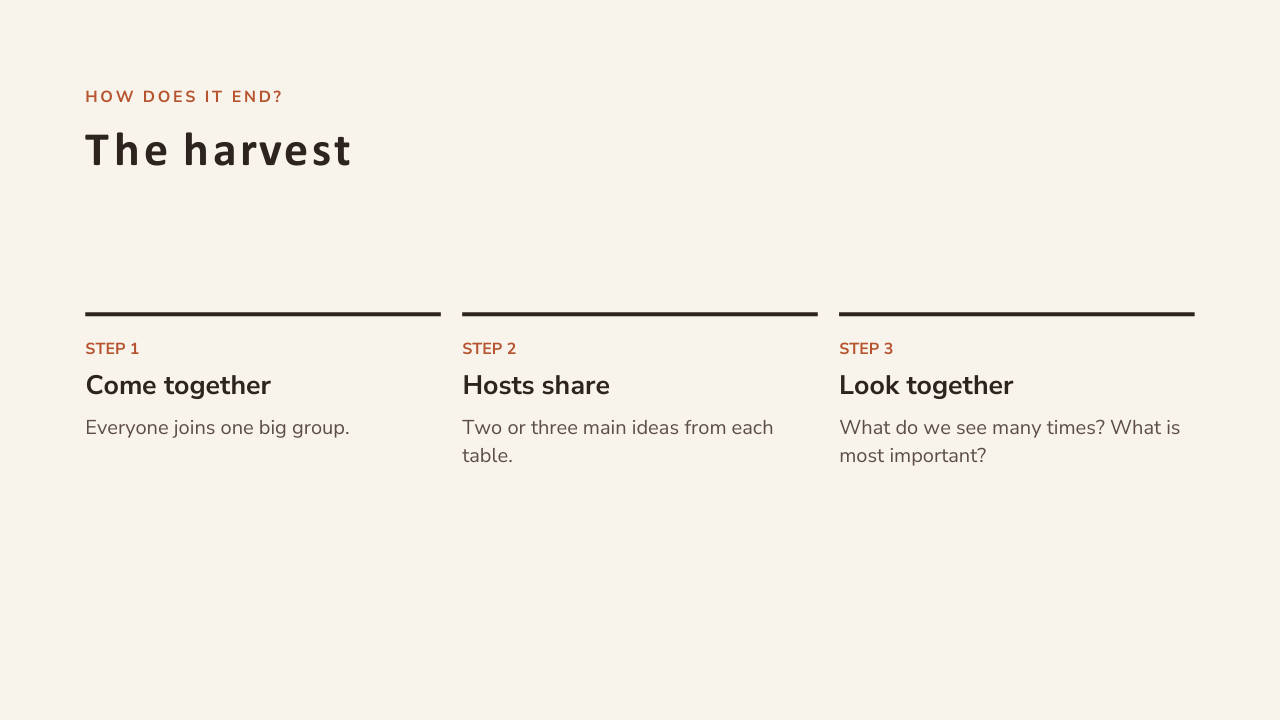 HOW DOES IT END?
The harvest
STEP 1
Come together
Everyone joins one big group.
STEP 2
Hosts share
Two or three main ideas from each
table.
STEP 3
Look together
What do we see many times? What is
most important?